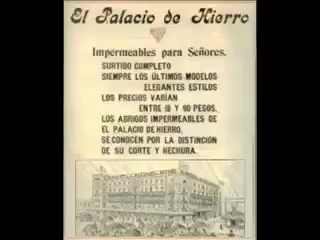 El Palacio de Hierro
Impermeables para Señores.
SURTIDO COMPLETO
SIEMPRE LOS ÚLTIMOS MODELOS
ELEGANTES ESTILOS
LOS PRECIOS VARÍAN
ENTRE 18 Y 60 PESOS.
LOS ABRIGOS IMPERMEABLES DE
EL PALACIO DE HIERRO,
SE CONOCEN POR LA DISTINCION
DE SU CORTE Y HECHURA.